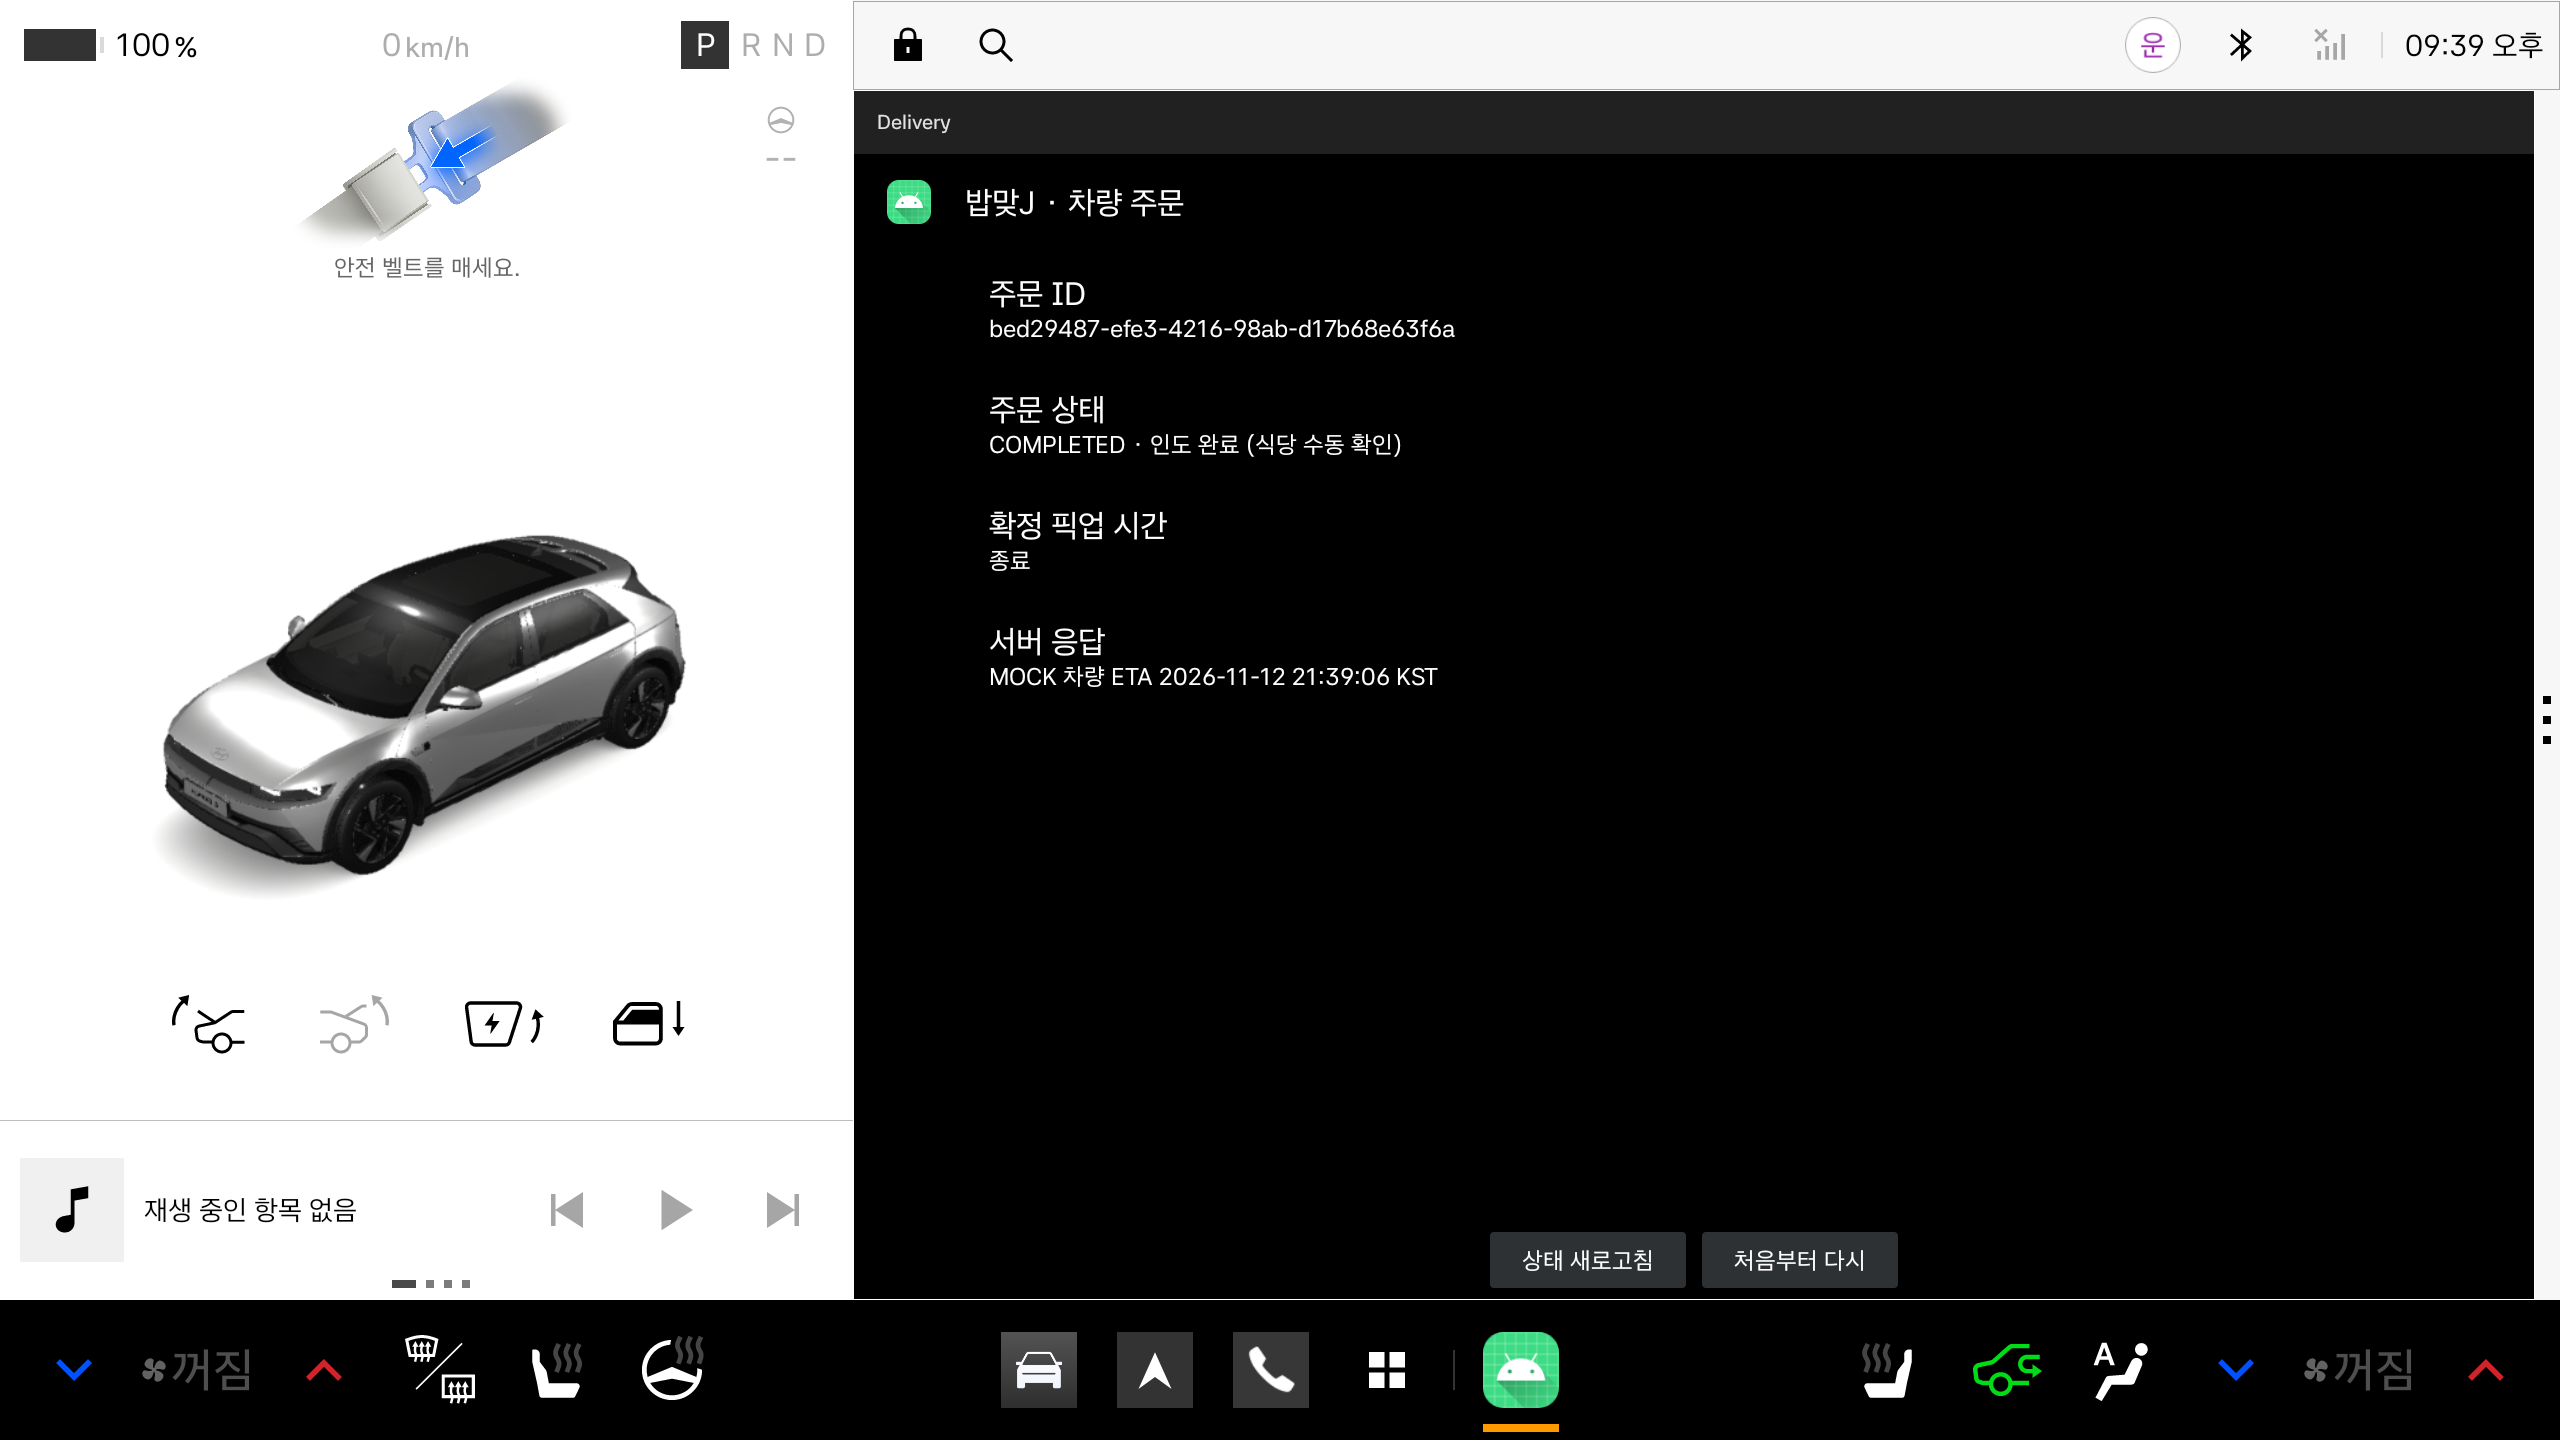 100 %
0 km/h
P R N D
안전 벨트를 매세요.
재생 중인 항목 없음
운
09:39 오후
Delivery
밥맞J · 차량 주문
주문 ID
bed29487-efe3-4216-98ab-d17b68e63f6a
주문 상태
COMPLETED · 인도 완료 (식당 수동 확인)
확정 픽업 시간
종료
서버 응답
MOCK 차량 ETA 2026-11-12 21:39:06 KST
상태 새로고침
처음부터 다시
꺼짐
A
꺼짐